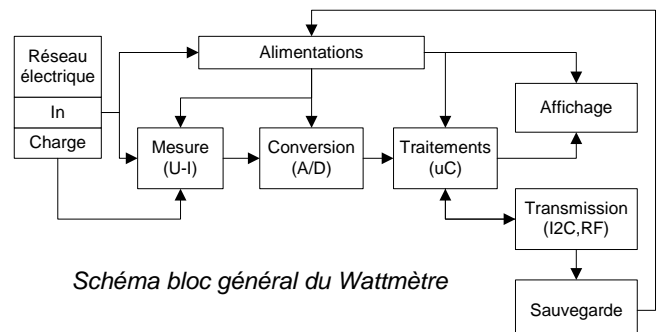 Réseau
électrique
In
Charge
Alimentations
Affichage
Mesure
(U-I)
Conversion
(A/D)
Traitements
(uC)
Transmission
(I2C,RF)
Sauvegarde
Schéma bloc général du Wattmètre